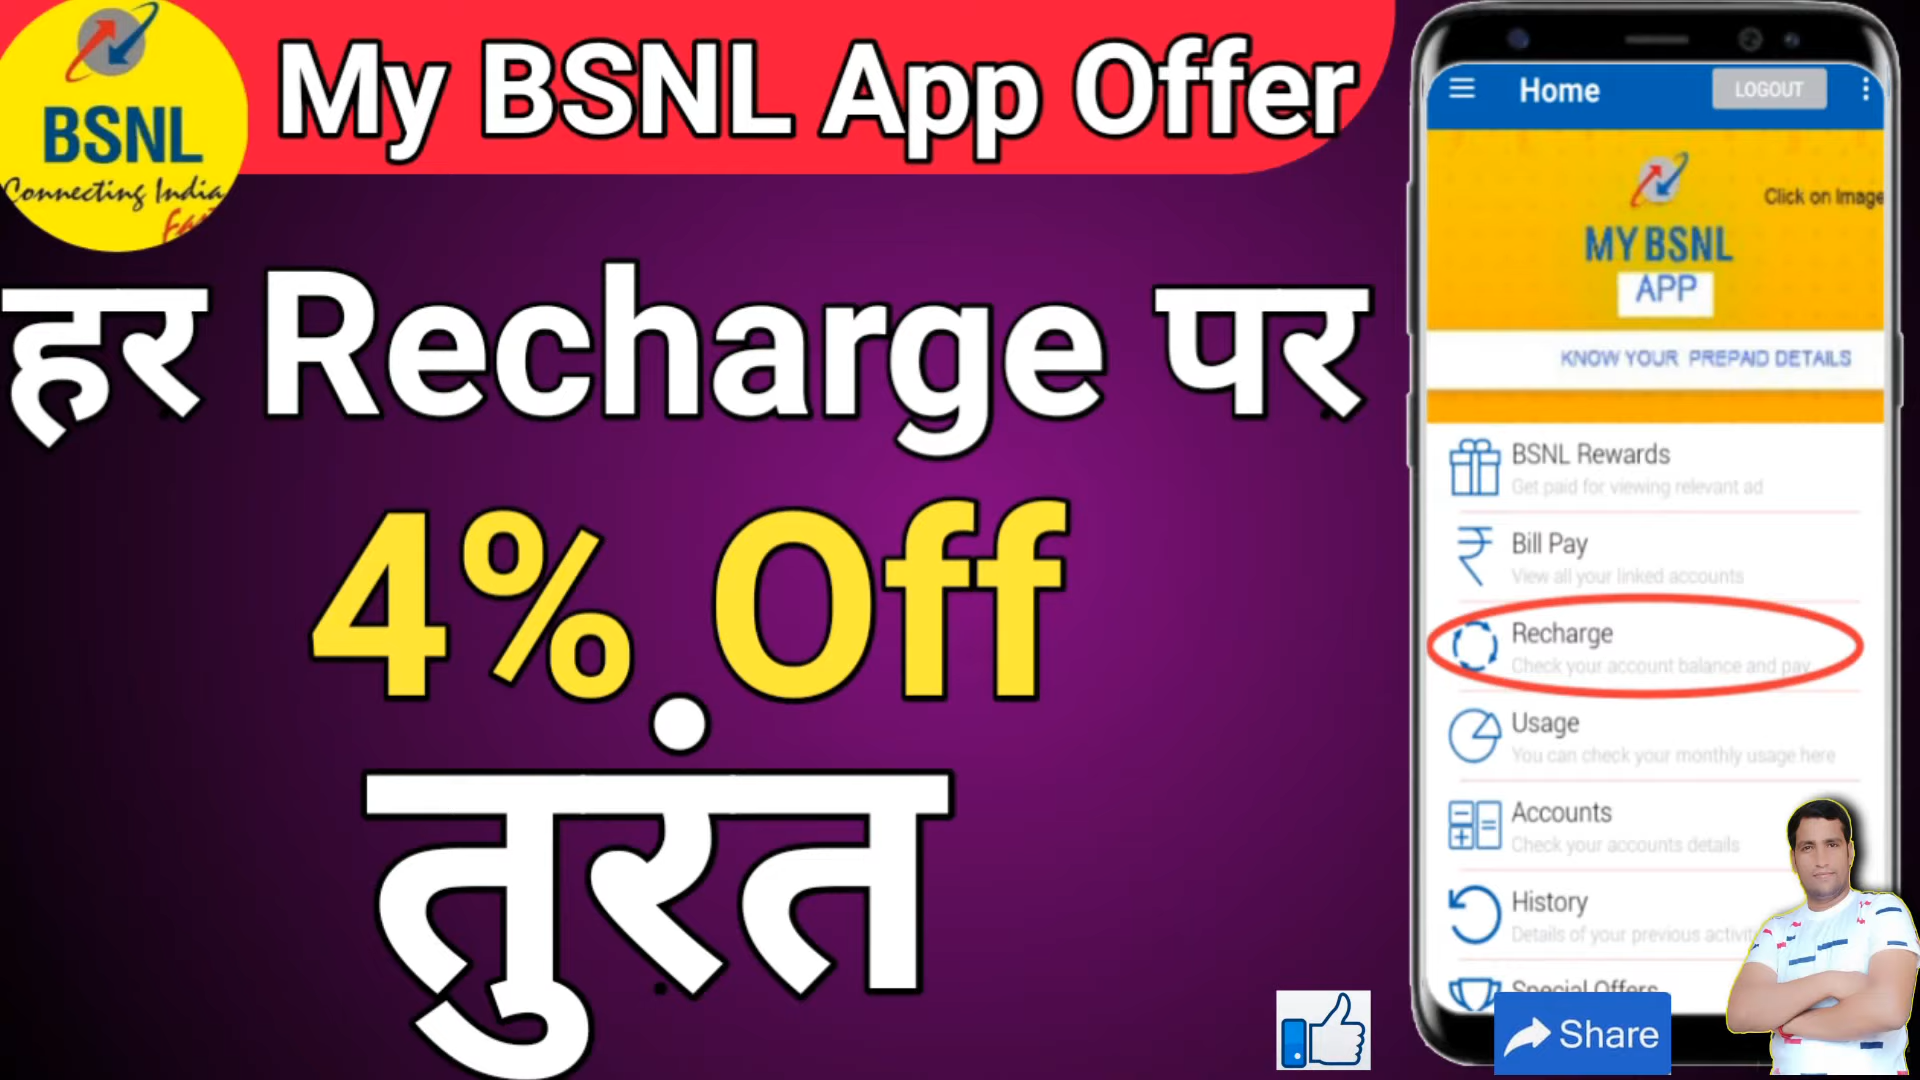 BSNL
Connecting India
My BSNL App Offer
हर Recharge पर
4% Off
तुरंत
Home
LOGOUT
Click on Image
MY BSNL
APP
KNOW YOUR PREPAID DETAILS
BSNL Rewards
Get paid for viewing relevant ad
Bill Pay
View all your linked accounts
Recharge
Check your account balance and pay
Usage
You can check your monthly usage here
Accounts
Check your accounts details
History
Details of your previous activit
Special Offers
Share